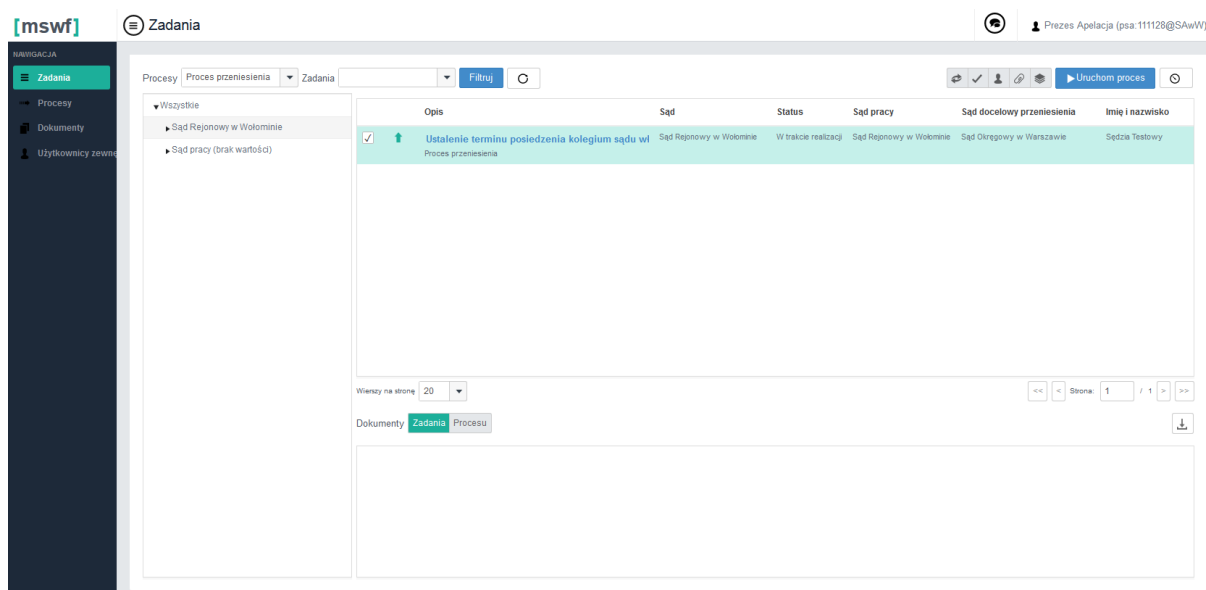 [mswf]
Zadania
Prezes Apelacja (psa:111128@SAwW)
NAWIGACJA
Zadania
Procesy
Dokumenty
Użytkownicy zewnę
Procesy Proces przeniesienia Zadania Filtruj
Uruchom proces
Wszystkie
Sąd Rejonowy w Wołominie
Sąd pracy (brak wartości)
Opis Sąd Status Sąd pracy Sąd docelowy przeniesienia Imię i nazwisko
Ustalenie terminu posiedzenia kolegium sądu wł Sąd Rejonowy w Wołominie W trakcie realizacji Sąd Rejonowy w Wołominie Sąd Okręgowy w Warszawie Sędzia Testowy
Proces przeniesienia
Wierszy na stronę 20
<< < Strona: 1 / 1 > >>
Dokumenty Zadania Procesu